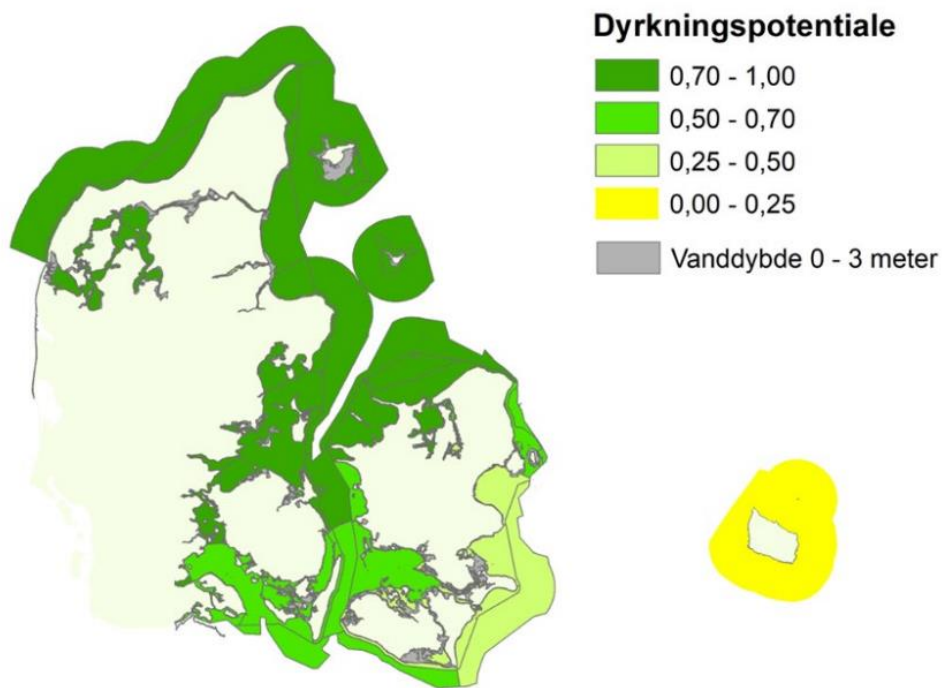 Dyrkningspotentiale
0,70 - 1,00
0,50 - 0,70
0,25 - 0,50
0,00 - 0,25
Vanddybde 0 - 3 meter